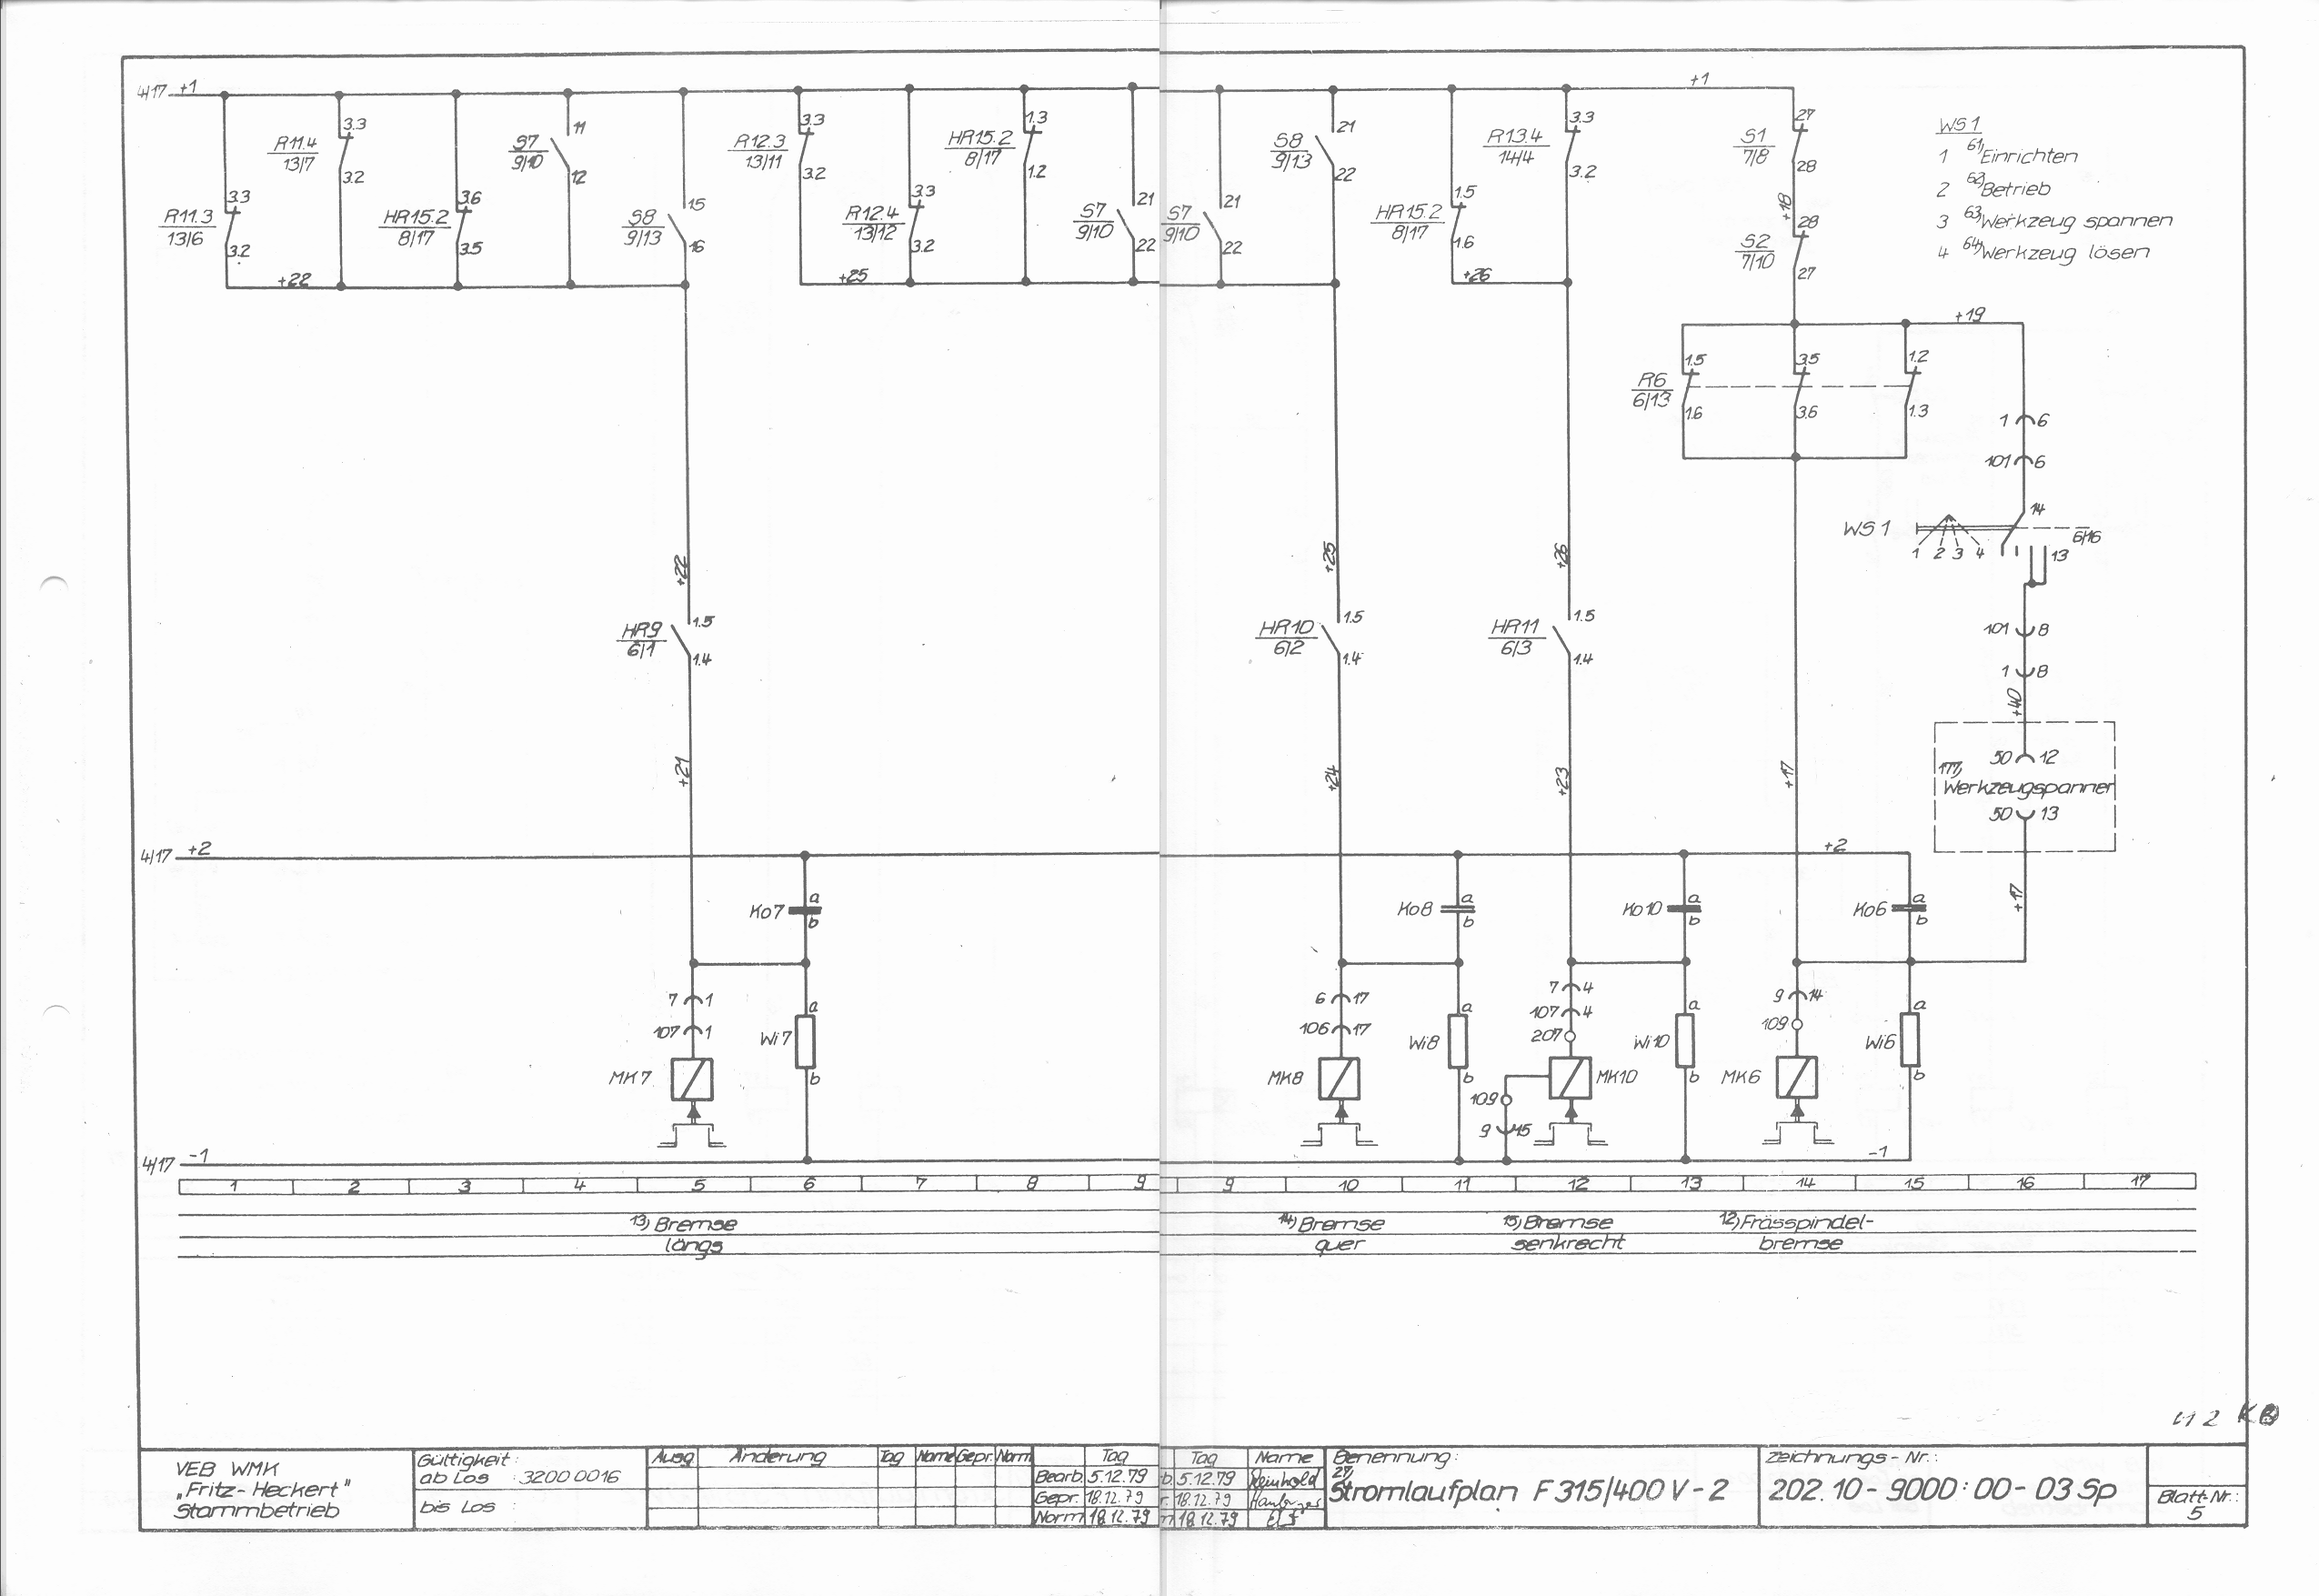 4/17 +1
+1
3.3
R11.4
13/7
3.2
3.3
R11.3
13/6
3.2
3.6
HR15.2
8/17
3.5
11
S7
9/10
12
15
S8
9/13
16
+22
3.3
R12.3
13/11
3.2
3.3
R12.4
13/12
3.2
1.3
HR15.2
8/17
1.2
21
S7
9/10
22
+25
21
S7
9/10
22
21
S8
9/13
22
1.5
HR15.2
8/17
1.6
3.3
R13.4
14/4
3.2
+26
27
S1
7/8
28
+18
28
S2
7/10
27
WS1
1 61) Einrichten
2 62) Betrieb
3 63) Werkzeug spannen
4 64) Werkzeug lösen
+19
1.5
3.5
1.2
R6
6/13
1.6
3.6
1.3
1 6
101 6
14
WS1
6/16
1 2 3 4
13
101 8
1 8
+40
50 12
177)
Werkzeugspanner
50 13
+17
+22
1.5
HR9
6/1
1.4
+21
+25
1.5
HR10
6/2
1.4
+24
+26
1.5
HR11
6/3
1.4
+23
+17
4/17 +2
+2
Ko7 a
b
Ko8 a
b
Ko10 a
b
Ko6 a
b
7 1
107 1
MK7
a
Wi7
b
6 17
106 17
MK8
a
Wi8
b
7 4
107 4
207
MK10
109
9 15
a
Wi10
b
9 14
109
MK6
a
Wi6
b
4/17 -1
-1
1 2 3 4 5 6 7 8 9 9 10 11 12 13 14 15 16 17
13) Bremse
längs
14) Bremse
quer
15) Bremse
senkrecht
12) Frässpindel-
bremse
VEB WMK
„Fritz-Heckert"
Stammbetrieb
Gültigkeit:
ab Los : 3200 0016
bis Los :
Ausg Änderung Tag Name Gepr. Norm
Tag
Bearb. 5.12.79
Gepr. 18.12.79
Norm 18.12.79
Tag Name
b. 5.12.79 Reinhold
r. 18.12.79
m 18.12.79
Benennung:
27)
Stromlaufplan F 315/400 V-2
Zeichnungs-Nr.:
202.10-9000:00-03 Sp
Blatt-Nr.:
5